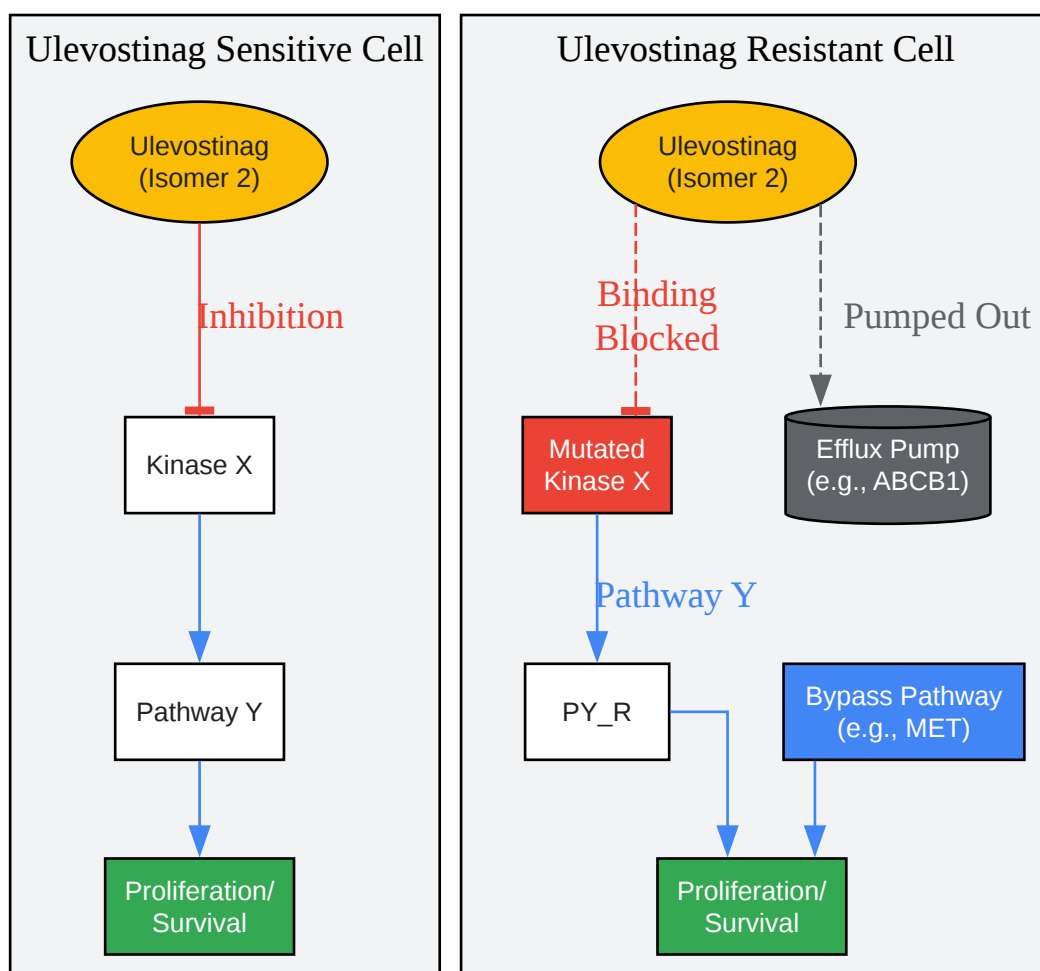 Ulevostinag Sensitive Cell
Ulevostinag
(Isomer 2)
Inhibition
Kinase X
Pathway Y
Proliferation/
Survival
Ulevostinag Resistant Cell
Ulevostinag
(Isomer 2)
Binding
Blocked
Pumped Out
Mutated
Kinase X
Efflux Pump
(e.g., ABCB1)
Pathway Y
PY_R
Bypass Pathway
(e.g., MET)
Proliferation/
Survival